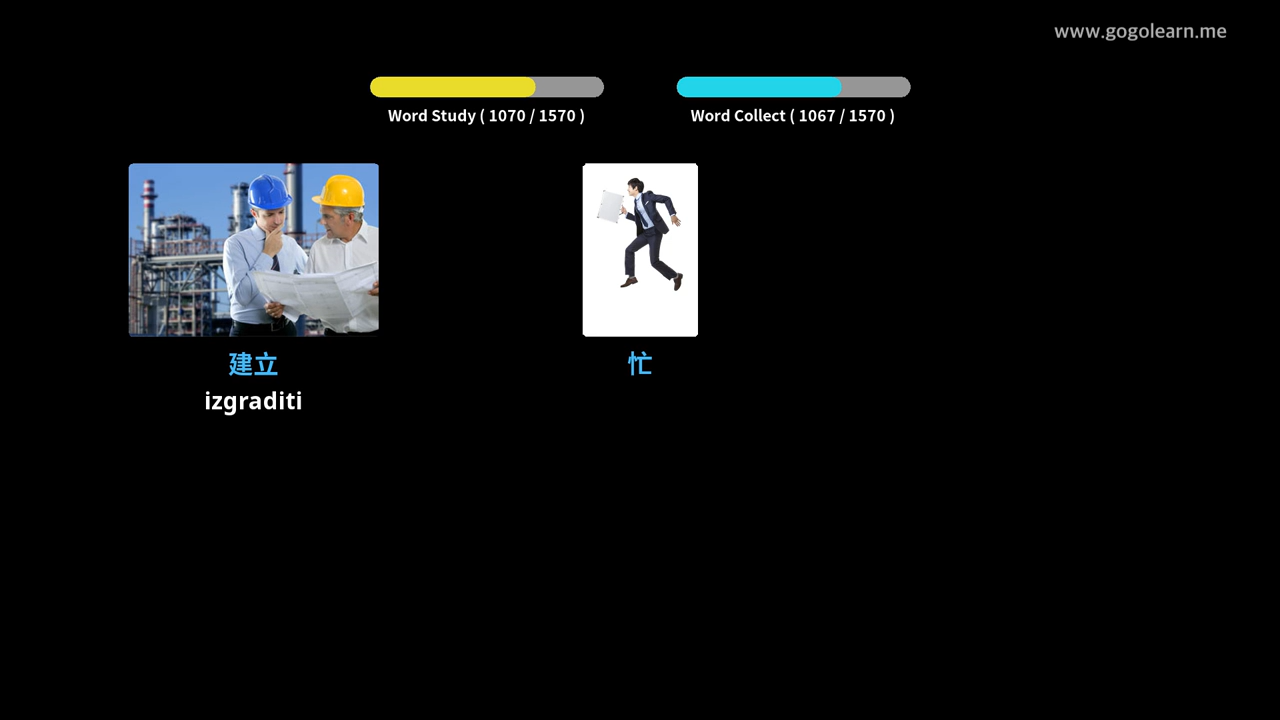 www.gogolearn.me
Word Study ( 1070 / 1570 )
Word Collect ( 1067 / 1570 )
建立
忙
izgraditi